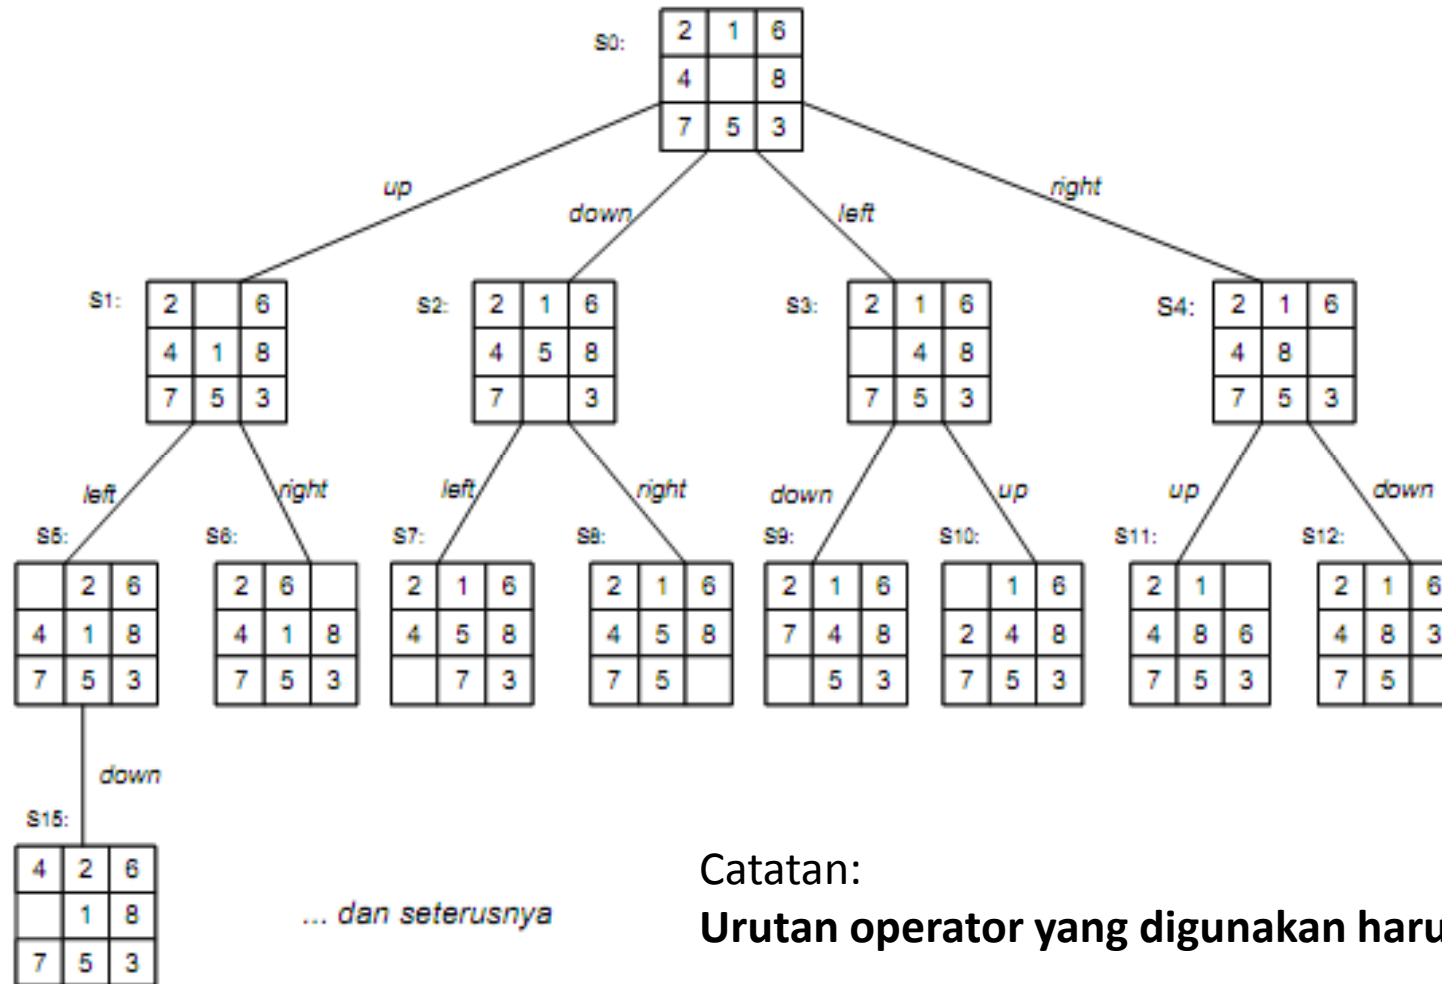 S0:
2 1 6
4 8
7 5 3
up
down
left
right
S1:
2 6
4 1 8
7 5 3
S2:
2 1 6
4 5 8
7 3
S3:
2 1 6
4 8
7 5 3
S4:
2 1 6
4 8
7 5 3
left
right
left
right
down
up
up
down
S5:
2 6
4 1 8
7 5 3
S6:
2 6
4 1 8
7 5 3
S7:
2 1 6
4 5 8
7 3
S8:
2 1 6
4 5 8
7 5
S9:
2 1 6
7 4 8
5 3
S10:
1 6
2 4 8
7 5 3
S11:
2 1
4 8 6
7 5 3
S12:
2 1 6
4 8 3
7 5
down
S15:
4 2 6
1 8
7 5 3
... dan seterusnya
Catatan:
Urutan operator yang digunakan haru